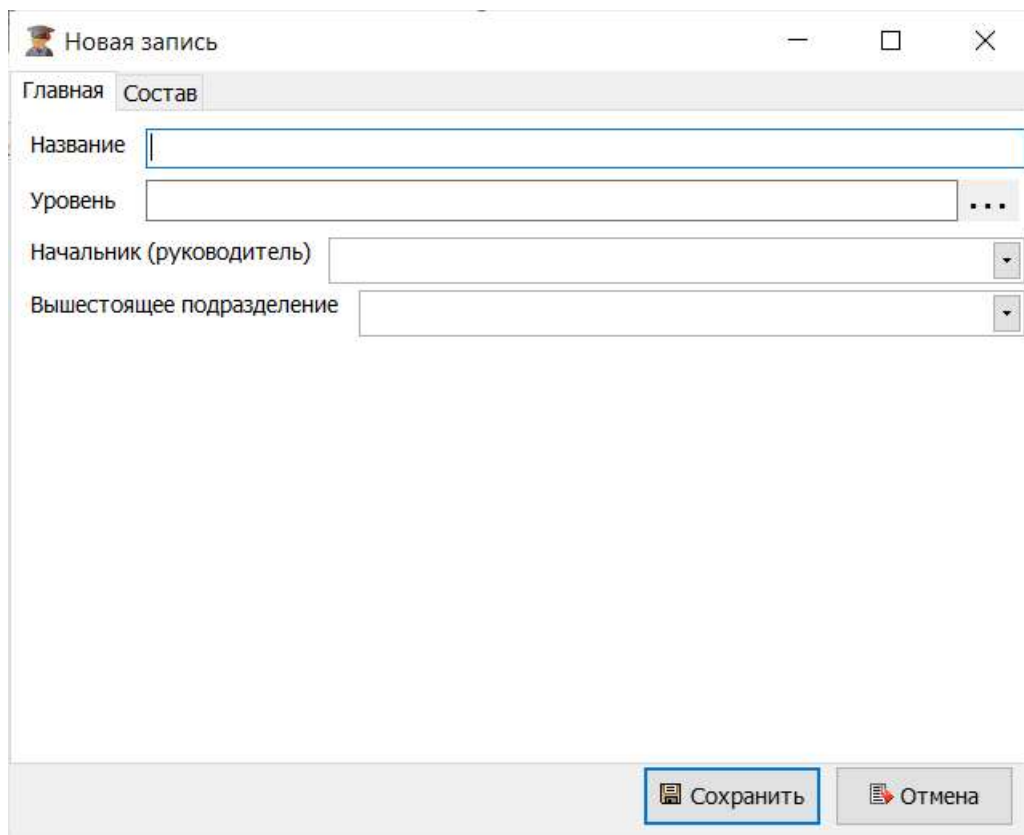 Новая запись
Главная Состав
Название
Уровень ...
Начальник (руководитель)
Вышестоящее подразделение
Сохранить Отмена